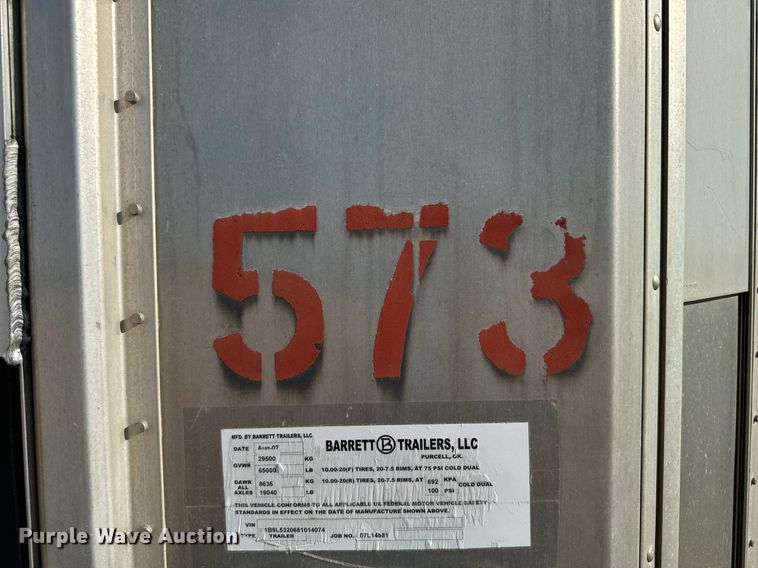 573
MFD. BY BARRETT TRAILERS, LLC
BARRETT B TRAILERS, LLC
PURCELL, OK.
DATE Aug-07
GVWR 29500 KG
65000 LB
10.00-20(F) TIRES, 20-7.5 RIMS, AT 75 PSI COLD DUAL
GAWR ALL AXLES 8636 KG
19040 LB
10.00-20(R) TIRES, 20-7.5 RIMS, AT 692 KPA
100 PSI COLD DUAL
THIS VEHICLE CONFORMS TO ALL APPLICABLE US FEDERAL MOTOR VEHICLE SAFETY
STANDARDS IN EFFECT ON THE DATE OF MANUFACTURE SHOWN ABOVE.
VIN 1B9L5320681014074
TYPE TRAILER JOB NO. 07L14881
Purple Wave Auction